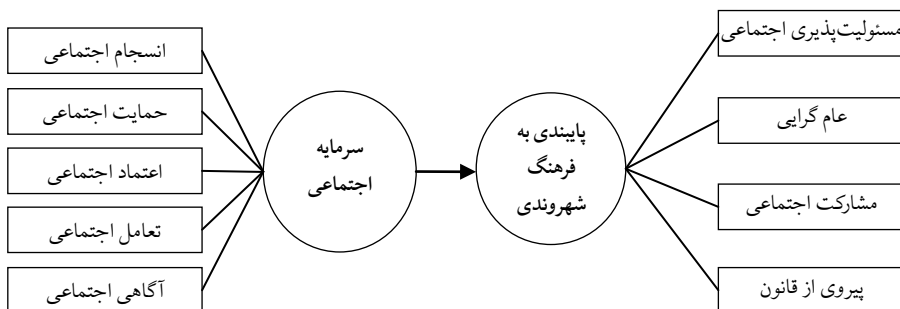 مسئولیت‌پذیری اجتماعی
عام گرایی
مشارکت اجتماعی
پیروی از قانون
پایبندی به
فرهنگ
شهروندی
سرمایه
اجتماعی
انسجام اجتماعی
حمایت اجتماعی
اعتماد اجتماعی
تعامل اجتماعی
آگاهی اجتماعی